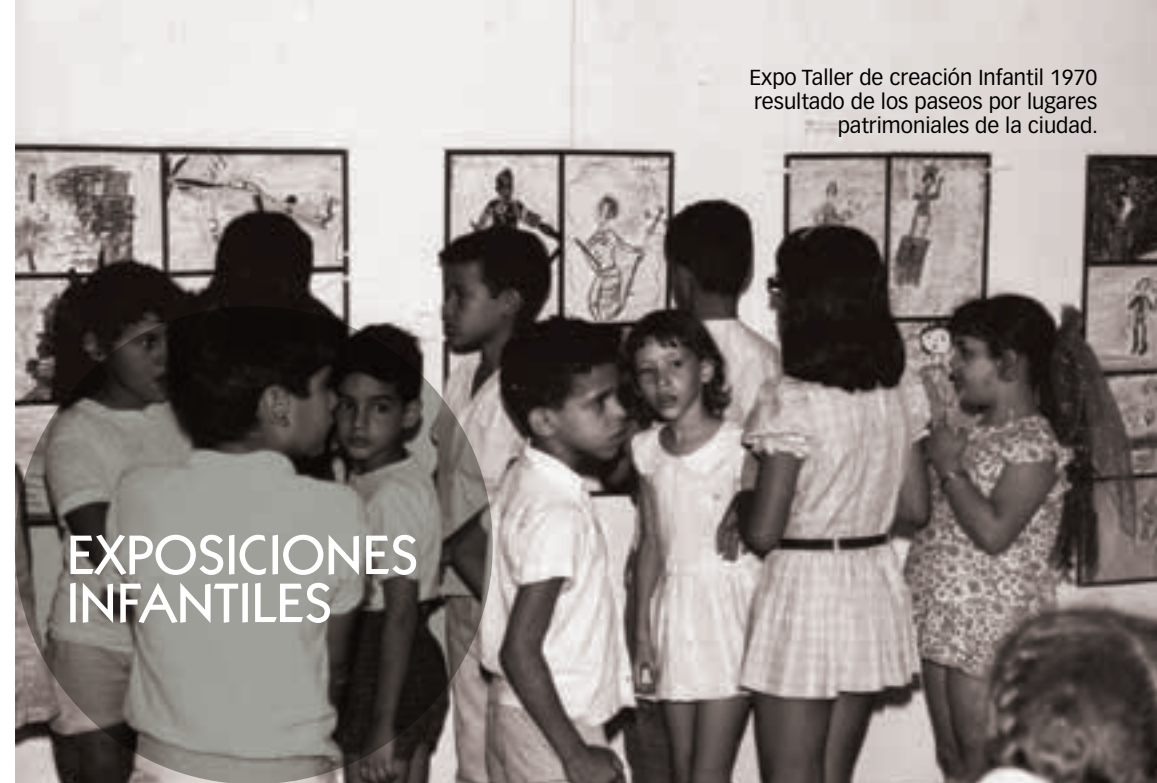 Expo Taller de creación Infantil 1970
resultado de los paseos por lugares
patrimoniales de la ciudad.
EXPOSICIONES
INFANTILES